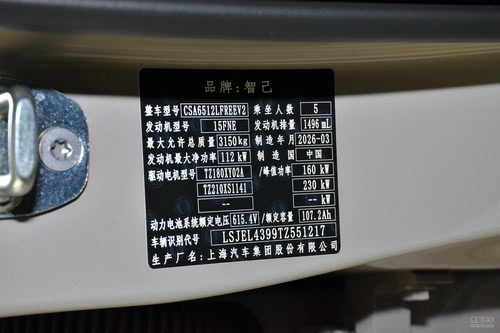 品牌:智己
整车型号 CSA6512LFREEV2 乘坐人数 5
发动机型号 15FNE 发动机排量 1496 mL
最大允许总质量 3150kg 制造年月 2026-03
发动机最大净功率 112 kW 制造国 中国
驱动电机型号 TZ180XY02A /峰值功率 160 kW
TZ210XS1141 230 kW
-- -- kW
动力电池系统额定电压 615.4V/额定容量 107.2Ah
车辆识别代号 LSJEL4399TZ551217
生产厂名:上海汽车集团股份有限公司